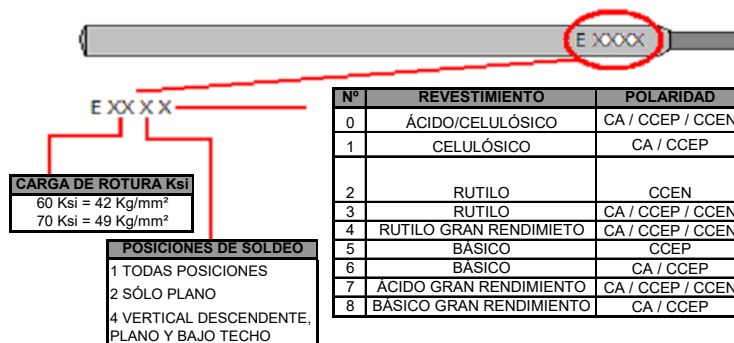 E XXXX
E XX X X
Nº REVESTIMIENTO POLARIDAD
0 ÁCIDO/CELULÓSICO CA / CCEP / CCEN
1 CELULÓSICO CA / CCEP
2 RUTILO CCEN
3 RUTILO CA / CCEP / CCEN
4 RUTILO GRAN RENDIMIETO CA / CCEP / CCEN
5 BÁSICO CCEP
6 BÁSICO CA / CCEP
7 ÁCIDO GRAN RENDIMIENTO CA / CCEP / CCEN
8 BÁSICO GRAN RENDIMIENTO CA / CCEP
CARGA DE ROTURA Ksi
60 Ksi = 42 Kg/mm²
70 Ksi = 49 Kg/mm²
POSICIONES DE SOLDEO
1 TODAS POSICIONES
2 SÓLO PLANO
4 VERTICAL DESCENDENTE,
PLANO Y BAJO TECHO